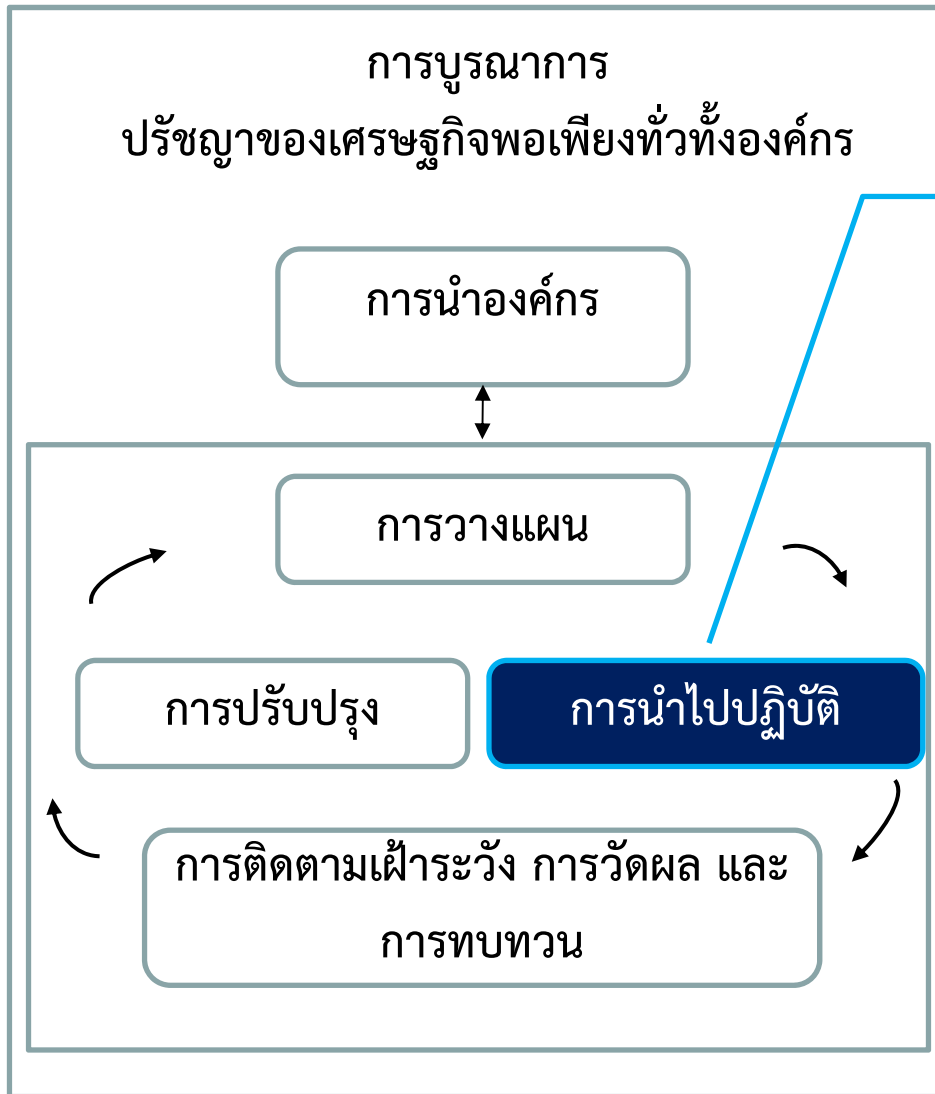 การบูรณาการ
ปรัชญาของเศรษฐกิจพอเพียงทั่วทั้งองค์กร
การนำองค์กร
การวางแผน
การปรับปรุง
การนำไปปฏิบัติ
การติดตามเฝ้าระวัง การวัดผล และ
การทบทวน